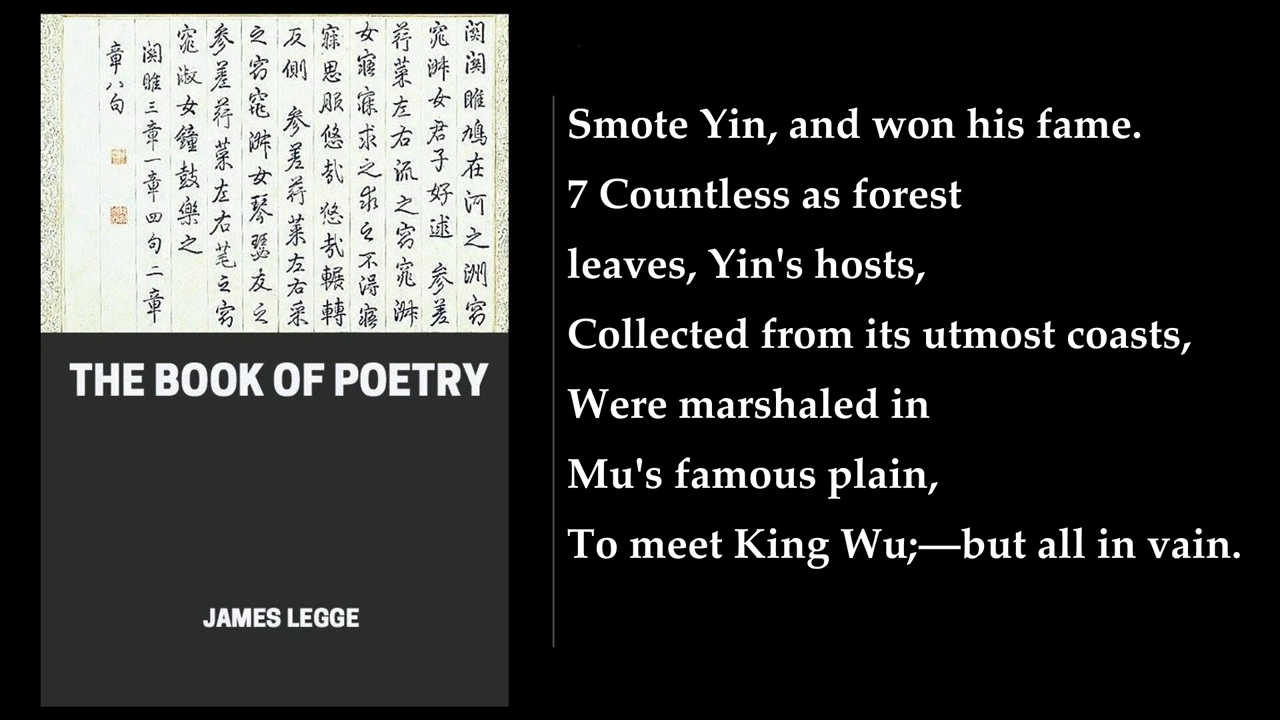 關關雎鳩在河之洲窈
窕淑女君子好逑 參差
荇菜左右流之窈窕淑
女寤寐求之求之不得寤
寐思服悠哉悠哉輾轉
反側 參差荇菜左右采
之窈窕淑女琴瑟友之
參差荇菜左右芼之窈
窕淑女鐘鼓樂之
關雎三章一章四句二章
章八句
THE BOOK OF POETRY
JAMES LEGGE
Smote Yin, and won his fame.
7 Countless as forest
leaves, Yin's hosts,
Collected from its utmost coasts,
Were marshaled in
Mu's famous plain,
To meet King Wu;—but all in vain.